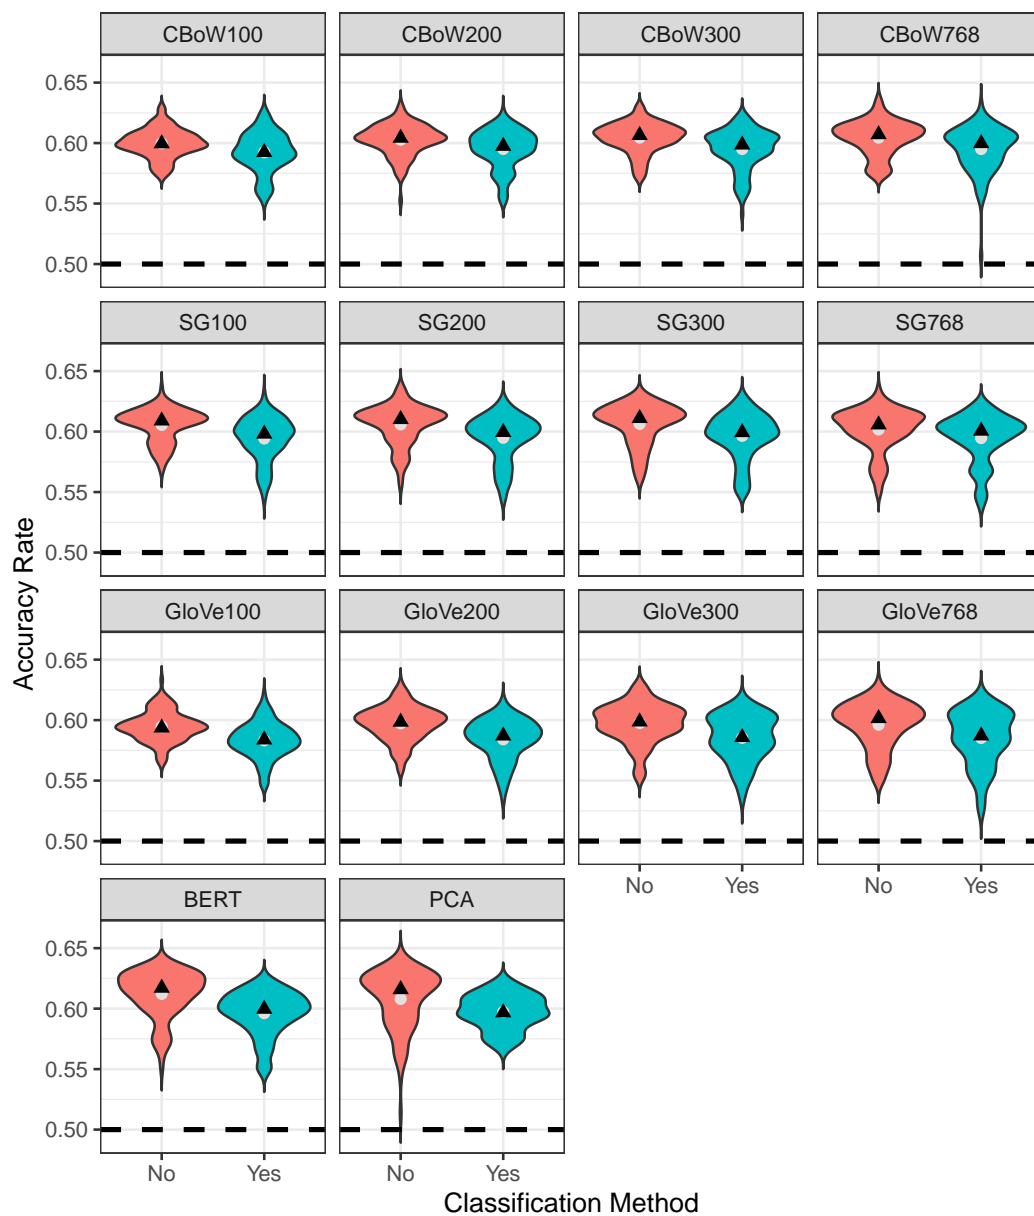 CBoW100 CBoW200 CBoW300 CBoW768
0.65
0.60
0.55
0.50
SG100 SG200 SG300 SG768
0.65
0.60
0.55
0.50
GloVe100 GloVe200 GloVe300 GloVe768
0.65
0.60
0.55
0.50
No Yes No Yes
BERT PCA
0.65
0.60
0.55
0.50
No Yes No Yes
Accuracy Rate
Classification Method